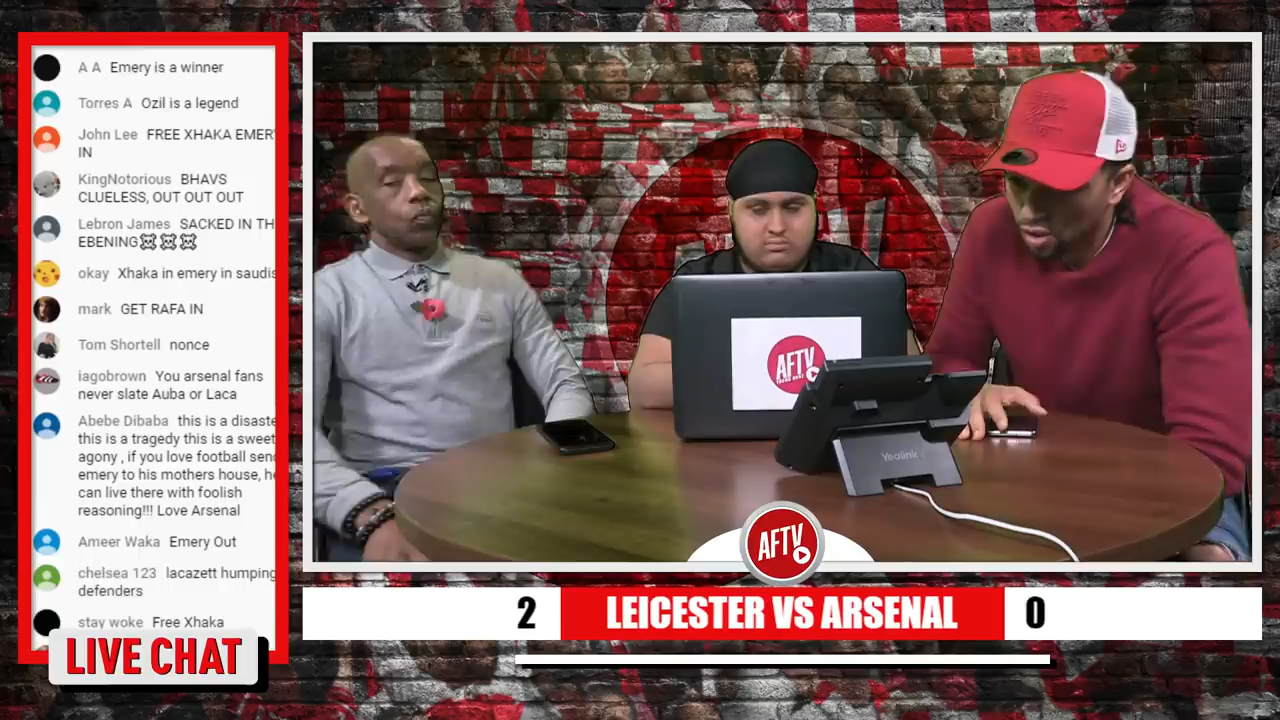 A A Emery is a winner
Torres A Ozil is a legend
John Lee FREE XHAKA EMER
IN
KingNotorious BHAVS
CLUELESS, OUT OUT OUT
Lebron James SACKED IN TH
EBENING
okay Xhaka in emery in saudis
mark GET RAFA IN
Tom Shortell nonce
iagobrown You arsenal fans
never slate Auba or Laca
Abebe Dibaba this is a disaste
this is a tragedy this is a sweet
agony , if you love football send
emery to his mothers house, he
can live there with foolish
reasoning!!! Love Arsenal
Ameer Waka Emery Out
chelsea 123 lacazett humping
defenders
stay woke Free Xhaka
LIVE CHAT
AFTV
Yealink
AFTV
2 LEICESTER VS ARSENAL 0